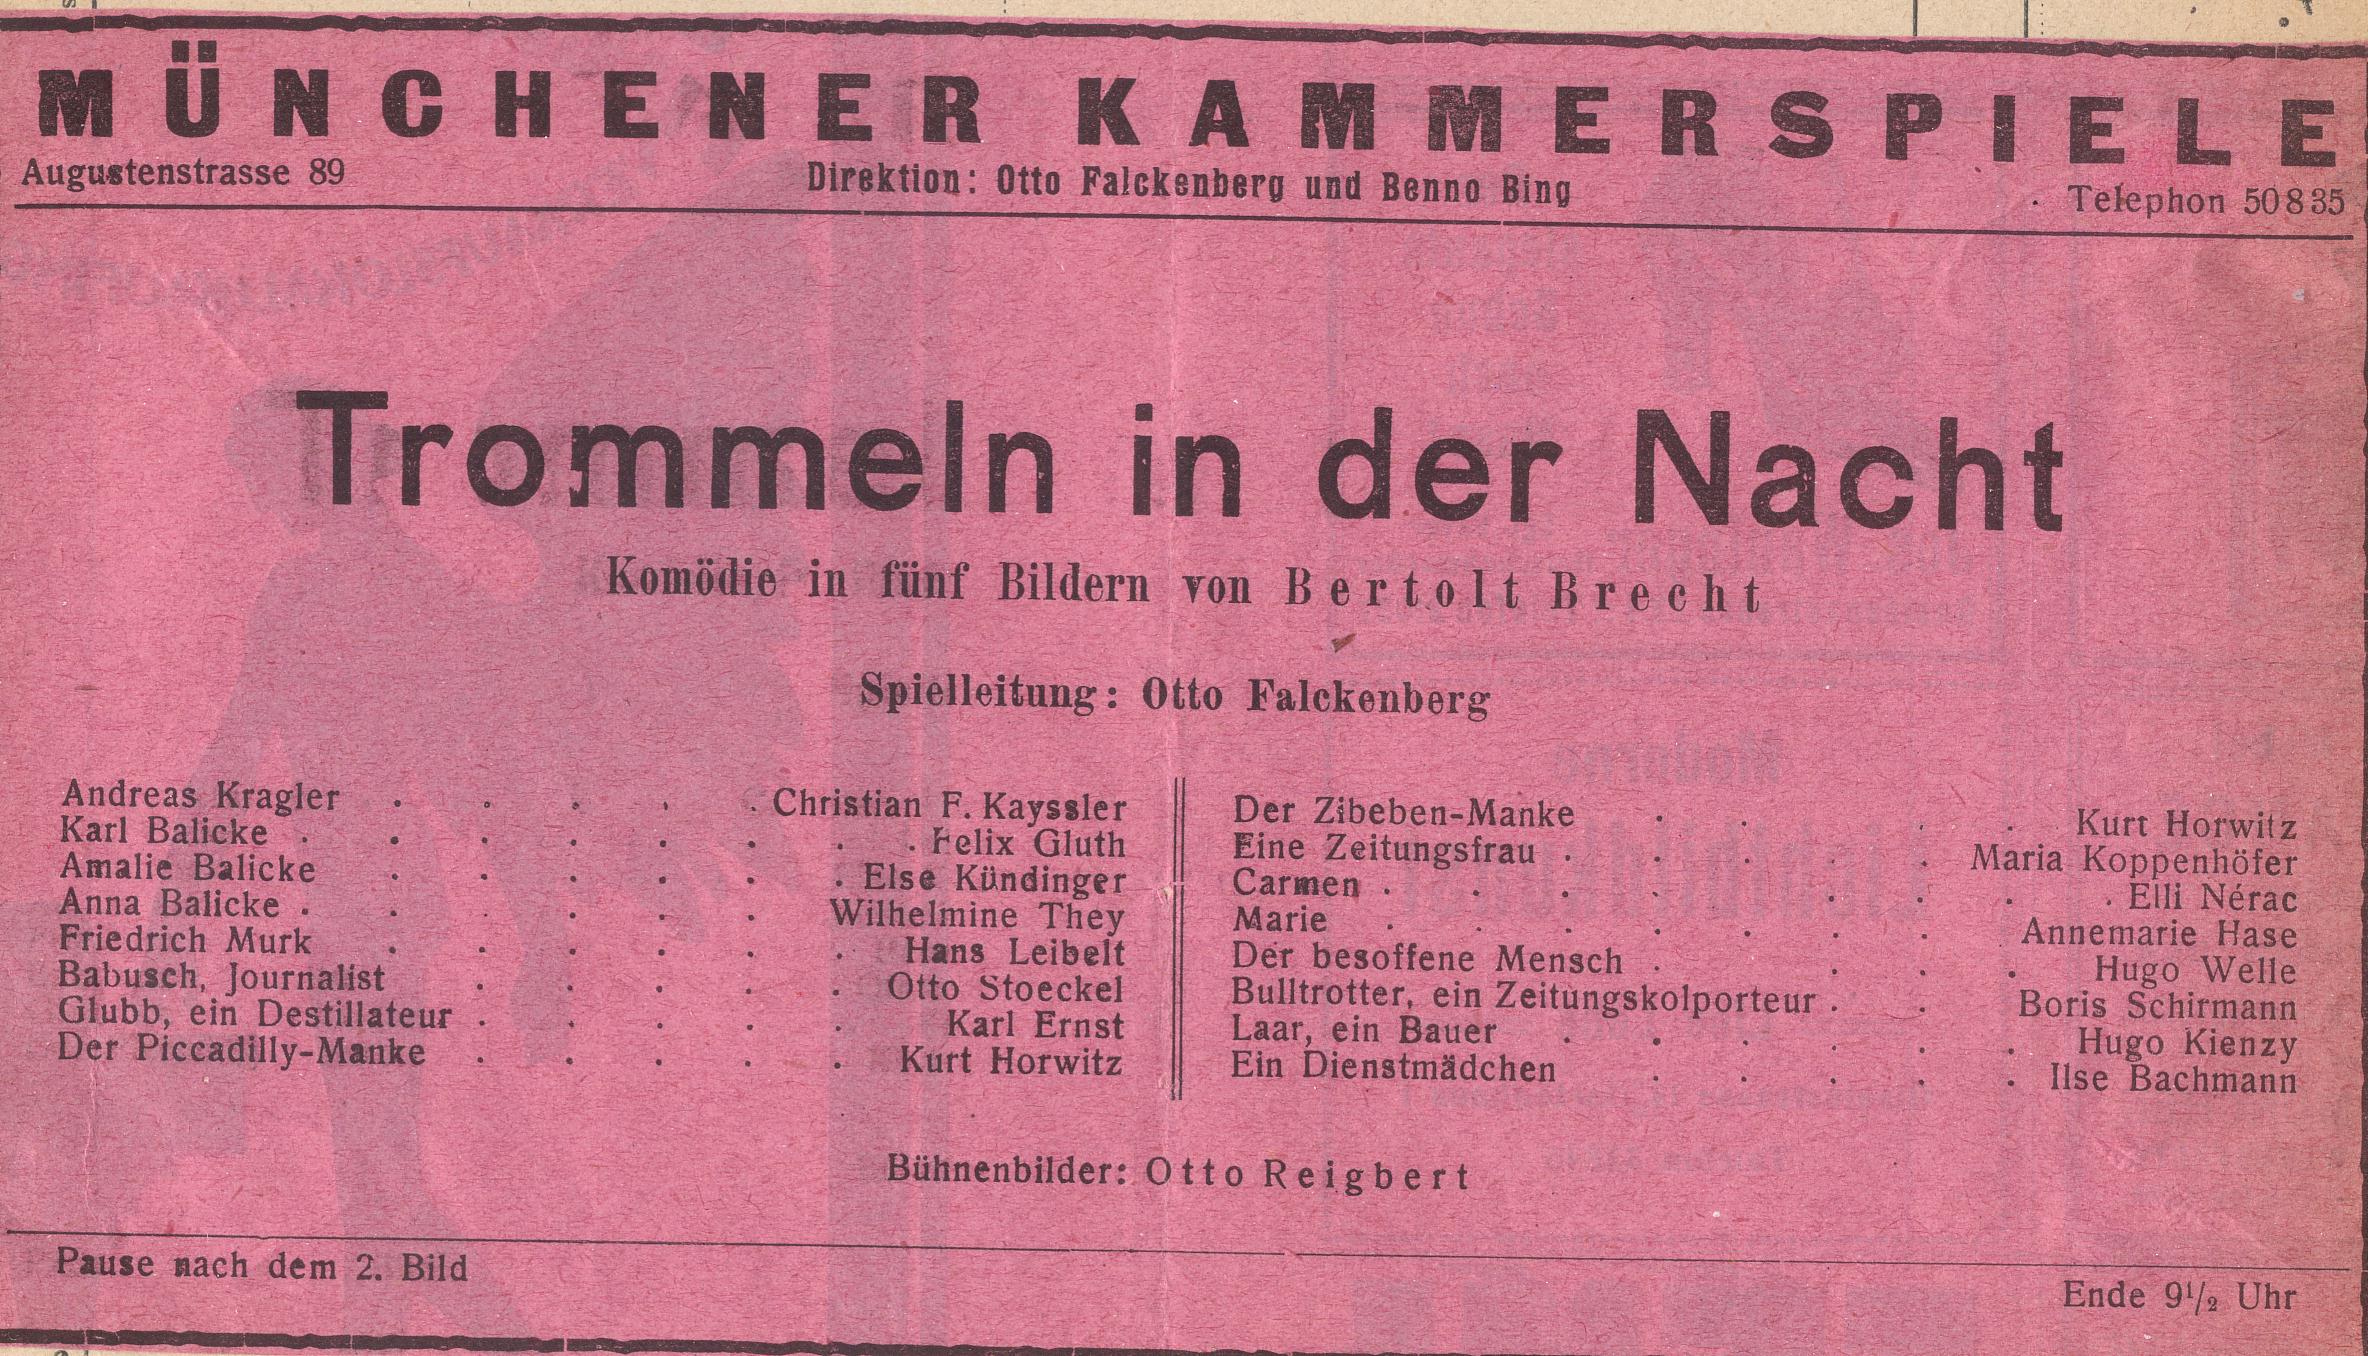 MÜNCHENER KAMMERSPIELE
Augustenstrasse 89
Direktion: Otto Falckenberg und Benno Bing
Telephon 50835
Trommeln in der Nacht
Komödie in fünf Bildern von Bertolt Brecht
Spielleitung: Otto Falckenberg
Andreas Kragler . . . . . Christian F. Kayssler
Karl Balicke . . . . . . . . Felix Gluth
Amalie Balicke . . . . . . Else Kündinger
Anna Balicke . . . . . Wilhelmine They
Friedrich Murk . . . . . . Hans Leibelt
Babusch, Journalist . . . . . Otto Stoeckel
Glubb, ein Destillateur . . . . . Karl Ernst
Der Piccadilly-Manke . . . . . Kurt Horwitz
Der Zibeben-Manke . . . . Kurt Horwitz
Eine Zeitungsfrau . . . . . Maria Koppenhöfer
Carmen . . . . . . . . Elli Nérac
Marie . . . . . . . Annemarie Hase
Der besoffene Mensch . . . . Hugo Welle
Bulltrotter, ein Zeitungskolporteur . . Boris Schirmann
Laar, ein Bauer . . . . . . Hugo Kienzy
Ein Dienstmädchen . . . . . Ilse Bachmann
Bühnenbilder: Otto Reigbert
Pause nach dem 2. Bild
Ende 9½ Uhr